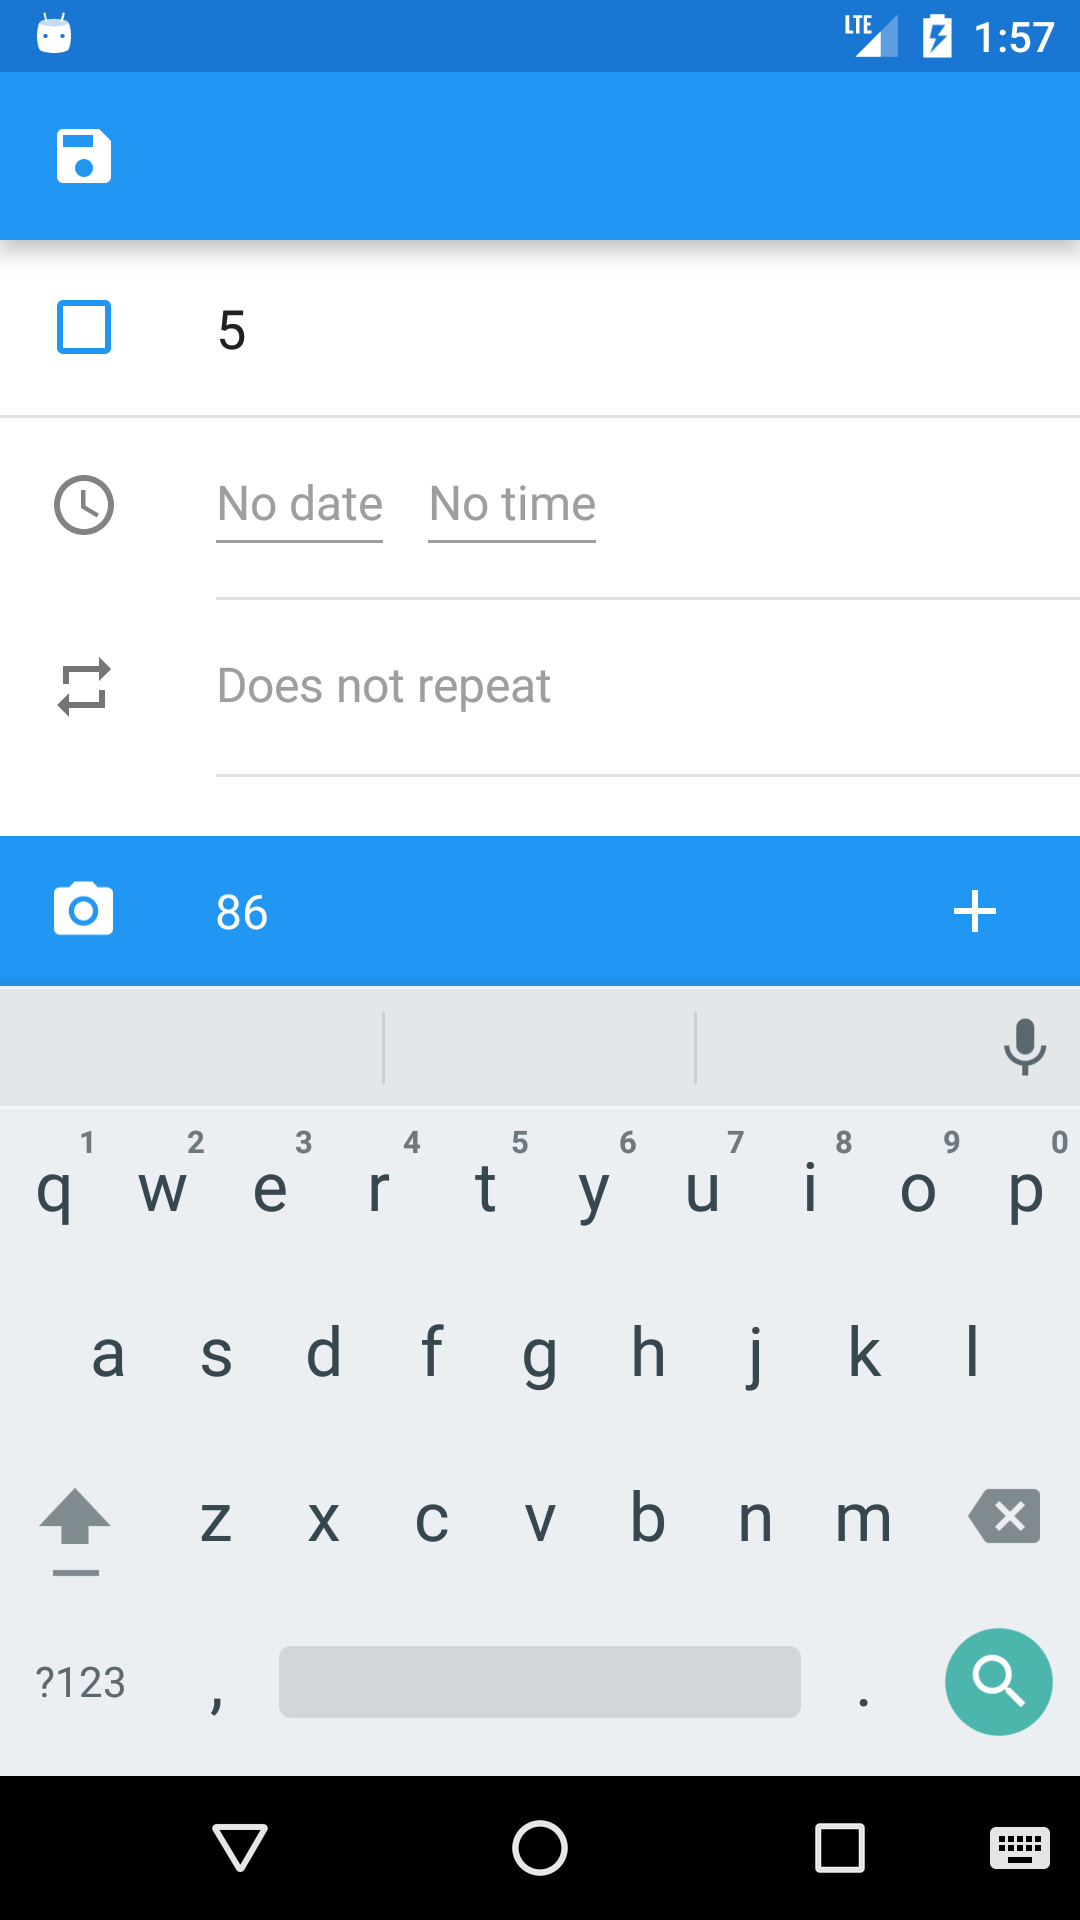 LTE 1:57
5
No date No time
Does not repeat
86
1 2 3 4 5 6 7 8 9 0
q w e r t y u i o p
a s d f g h j k l
z x c v b n m
?123 , .